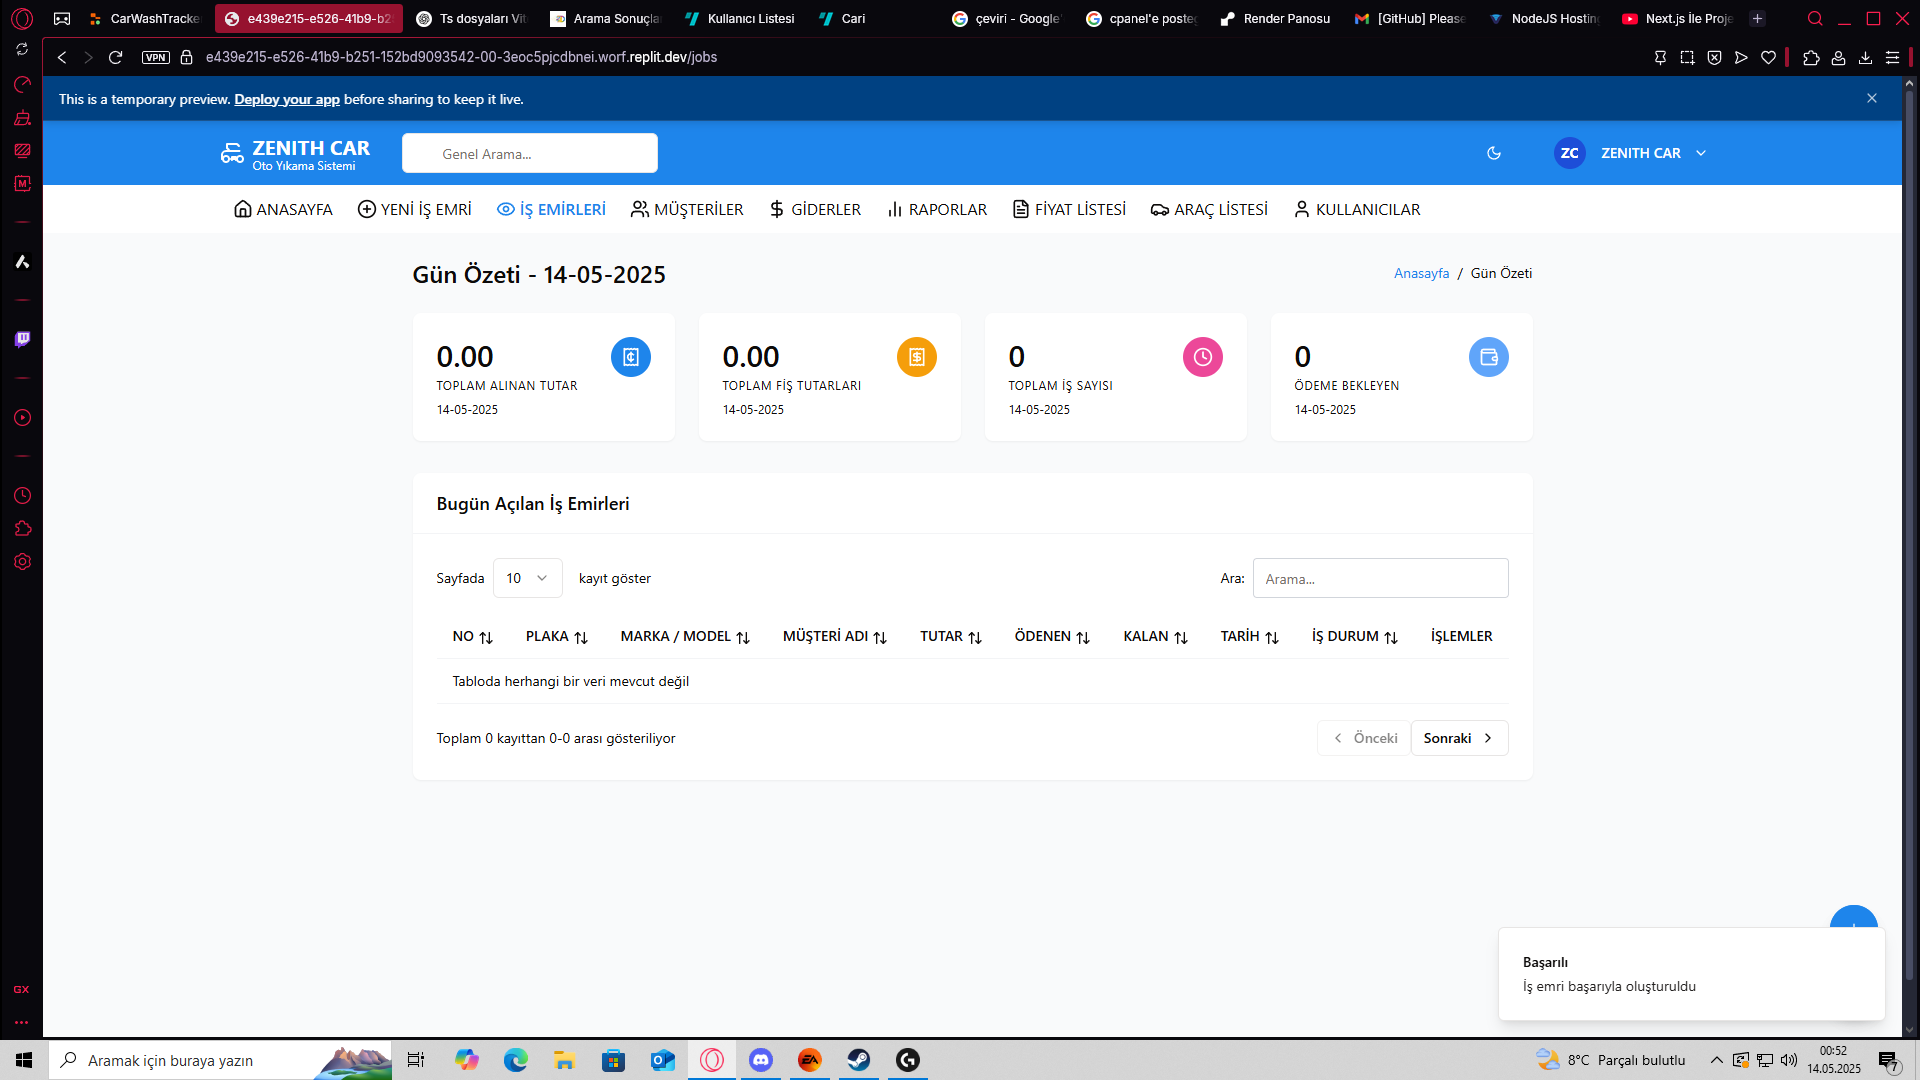 CarWashTracke
e439e215-e526-41b9-b2
Ts dosyaları Vit
Arama Sonuçla
Kullanıcı Listesi
Cari
çeviri - Google'
cpanel'e posteg
Render Panosu
[GitHub] Please
NodeJS Hosting
Next.js İle Proje
VPN
e439e215-e526-41b9-b251-152bd9093542-00-3eoc5pjcdbnei.worf.replit.dev/jobs
This is a temporary preview. Deploy your app before sharing to keep it live.
ZENITH CAR
Oto Yıkama Sistemi
Genel Arama...
ZC
ZENITH CAR
ANASAYFA
YENİ İŞ EMRİ
İŞ EMİRLERİ
MÜŞTERİLER
GİDERLER
RAPORLAR
FİYAT LİSTESİ
ARAÇ LİSTESİ
KULLANICILAR
Gün Özeti - 14-05-2025
Anasayfa / Gün Özeti
0.00
TOPLAM ALINAN TUTAR
14-05-2025
0.00
TOPLAM FİŞ TUTARLARI
14-05-2025
0
TOPLAM İŞ SAYISI
14-05-2025
0
ÖDEME BEKLEYEN
14-05-2025
Bugün Açılan İş Emirleri
Sayfada 10 kayıt göster
Ara: Arama...
NO PLAKA MARKA / MODEL MÜŞTERİ ADI TUTAR ÖDENEN KALAN TARİH İŞ DURUM İŞLEMLER
Tabloda herhangi bir veri mevcut değil
Toplam 0 kayıttan 0-0 arası gösteriliyor
Önceki
Sonraki
Başarılı
İş emri başarıyla oluşturuldu
GX
Aramak için buraya yazın
8°C Parçalı bulutlu
00:52
14.05.2025
7